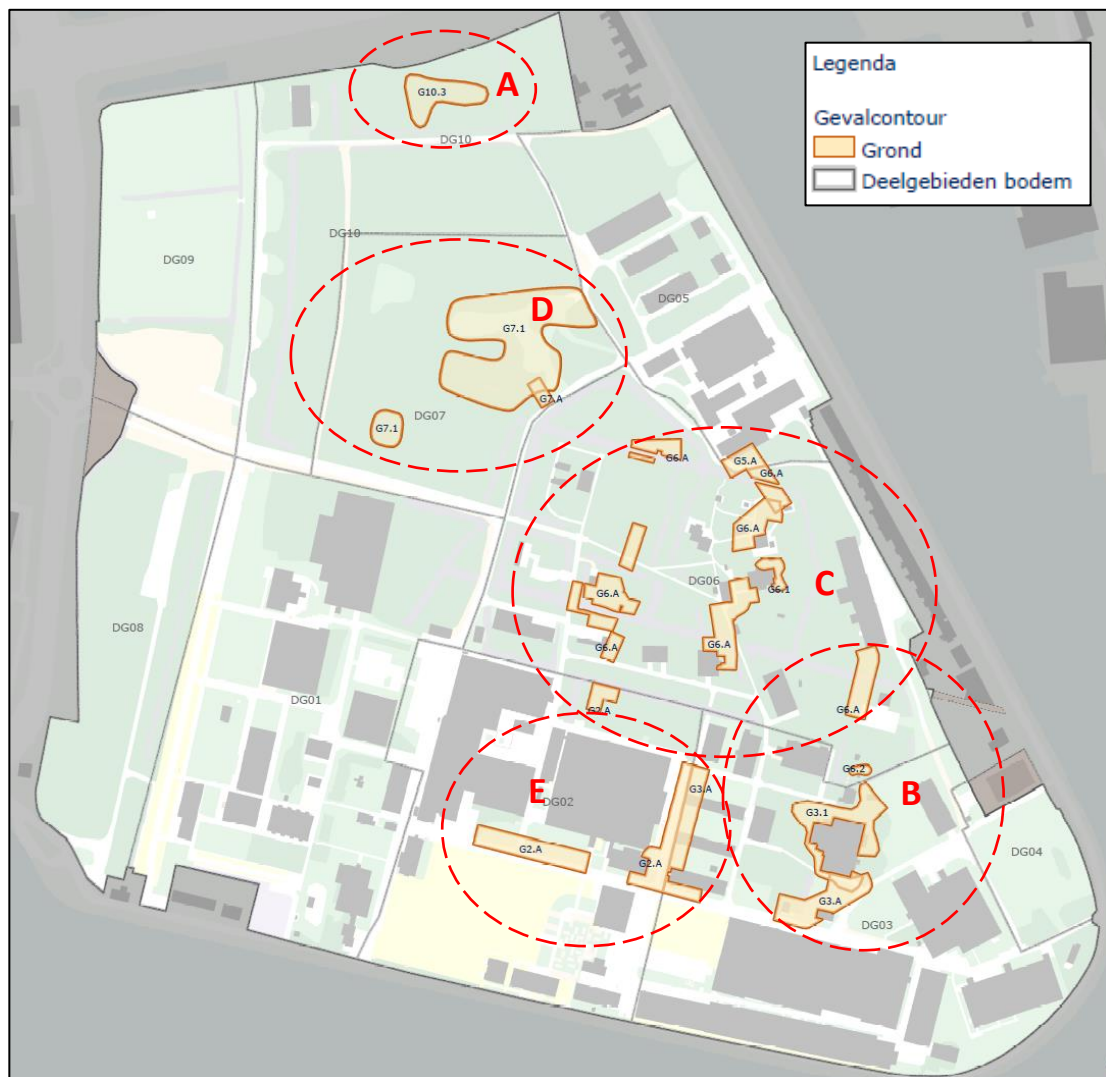 Legenda
Gevalcontour
Grond
Deelgebieden bodem
A
G10.3
DG10
DG10
DG09
DG05
D
G7.1
G7.A
DG07
G7.1
G6.A
G5.A
G6.A
G6.A
DG06
G6.1
C
G6.A
G6.A
G6.A
DG08
DG01
G2.A
G6.A
G6.2
B
E
DG02
G3.A
G3.1
G2.A
G2.A
DG04
G3.A
DG03